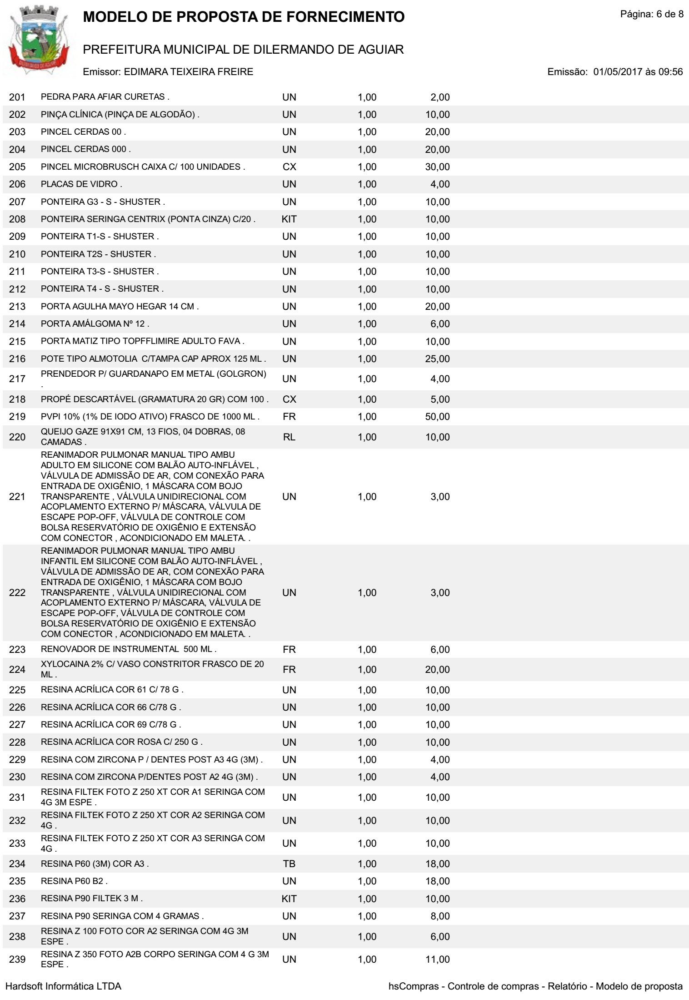 MODELO DE PROPOSTA DE FORNECIMENTO
Página: 6 de 8
PREFEITURA MUNICIPAL DE DILERMANDO DE AGUIAR
Emissor: EDIMARA TEIXEIRA FREIRE
Emissão: 01/05/2017 às 09:56
201 PEDRA PARA AFIAR CURETAS . UN 1,00 2,00
202 PINÇA CLÍNICA (PINÇA DE ALGODÃO) . UN 1,00 10,00
203 PINCEL CERDAS 00 . UN 1,00 20,00
204 PINCEL CERDAS 000 . UN 1,00 20,00
205 PINCEL MICROBRUSCH CAIXA C/ 100 UNIDADES . CX 1,00 30,00
206 PLACAS DE VIDRO . UN 1,00 4,00
207 PONTEIRA G3 - S - SHUSTER . UN 1,00 10,00
208 PONTEIRA SERINGA CENTRIX (PONTA CINZA) C/20 . KIT 1,00 10,00
209 PONTEIRA T1-S - SHUSTER . UN 1,00 10,00
210 PONTEIRA T2S - SHUSTER . UN 1,00 10,00
211 PONTEIRA T3-S - SHUSTER . UN 1,00 10,00
212 PONTEIRA T4 - S - SHUSTER . UN 1,00 10,00
213 PORTA AGULHA MAYO HEGAR 14 CM . UN 1,00 20,00
214 PORTA AMÁLGOMA Nº 12 . UN 1,00 6,00
215 PORTA MATIZ TIPO TOPFFLIMIRE ADULTO FAVA . UN 1,00 10,00
216 POTE TIPO ALMOTOLIA C/TAMPA CAP APROX 125 ML . UN 1,00 25,00
217 PRENDEDOR P/ GUARDANAPO EM METAL (GOLGRON) UN 1,00 4,00
.
218 PROPÉ DESCARTÁVEL (GRAMATURA 20 GR) COM 100 . CX 1,00 5,00
219 PVPI 10% (1% DE IODO ATIVO) FRASCO DE 1000 ML . FR 1,00 50,00
220 QUEIJO GAZE 91X91 CM, 13 FIOS, 04 DOBRAS, 08 RL 1,00 10,00
CAMADAS .
REANIMADOR PULMONAR MANUAL TIPO AMBU
ADULTO EM SILICONE COM BALÃO AUTO-INFLÁVEL ,
VÁLVULA DE ADMISSÃO DE AR, COM CONEXÃO PARA
ENTRADA DE OXIGÊNIO, 1 MÁSCARA COM BOJO
221 TRANSPARENTE , VÁLVULA UNIDIRECIONAL COM UN 1,00 3,00
ACOPLAMENTO EXTERNO P/ MÁSCARA, VÁLVULA DE
ESCAPE POP-OFF, VÁLVULA DE CONTROLE COM
BOLSA RESERVATÓRIO DE OXIGÊNIO E EXTENSÃO
COM CONECTOR , ACONDICIONADO EM MALETA. .
REANIMADOR PULMONAR MANUAL TIPO AMBU
INFANTIL EM SILICONE COM BALÃO AUTO-INFLÁVEL ,
VÁLVULA DE ADMISSÃO DE AR, COM CONEXÃO PARA
ENTRADA DE OXIGÊNIO, 1 MÁSCARA COM BOJO
222 TRANSPARENTE , VÁLVULA UNIDIRECIONAL COM UN 1,00 3,00
ACOPLAMENTO EXTERNO P/ MÁSCARA, VÁLVULA DE
ESCAPE POP-OFF, VÁLVULA DE CONTROLE COM
BOLSA RESERVATÓRIO DE OXIGÊNIO E EXTENSÃO
COM CONECTOR , ACONDICIONADO EM MALETA. .
223 RENOVADOR DE INSTRUMENTAL 500 ML . FR 1,00 6,00
224 XYLOCAINA 2% C/ VASO CONSTRITOR FRASCO DE 20 FR 1,00 20,00
ML .
225 RESINA ACRÍLICA COR 61 C/ 78 G . UN 1,00 10,00
226 RESINA ACRÍLICA COR 66 C/78 G . UN 1,00 10,00
227 RESINA ACRÍLICA COR 69 C/78 G . UN 1,00 10,00
228 RESINA ACRÍLICA COR ROSA C/ 250 G . UN 1,00 10,00
229 RESINA COM ZIRCONA P / DENTES POST A3 4G (3M) . UN 1,00 4,00
230 RESINA COM ZIRCONA P/DENTES POST A2 4G (3M) . UN 1,00 4,00
231 RESINA FILTEK FOTO Z 250 XT COR A1 SERINGA COM UN 1,00 10,00
4G 3M ESPE .
232 RESINA FILTEK FOTO Z 250 XT COR A2 SERINGA COM UN 1,00 10,00
4G .
233 RESINA FILTEK FOTO Z 250 XT COR A3 SERINGA COM UN 1,00 10,00
4G .
234 RESINA P60 (3M) COR A3 . TB 1,00 18,00
235 RESINA P60 B2 . UN 1,00 18,00
236 RESINA P90 FILTEK 3 M . KIT 1,00 10,00
237 RESINA P90 SERINGA COM 4 GRAMAS . UN 1,00 8,00
238 RESINA Z 100 FOTO COR A2 SERINGA COM 4G 3M UN 1,00 6,00
ESPE .
239 RESINA Z 350 FOTO A2B CORPO SERINGA COM 4 G 3M UN 1,00 11,00
ESPE .
Hardsoft Informática LTDA
hsCompras - Controle de compras - Relatório - Modelo de proposta